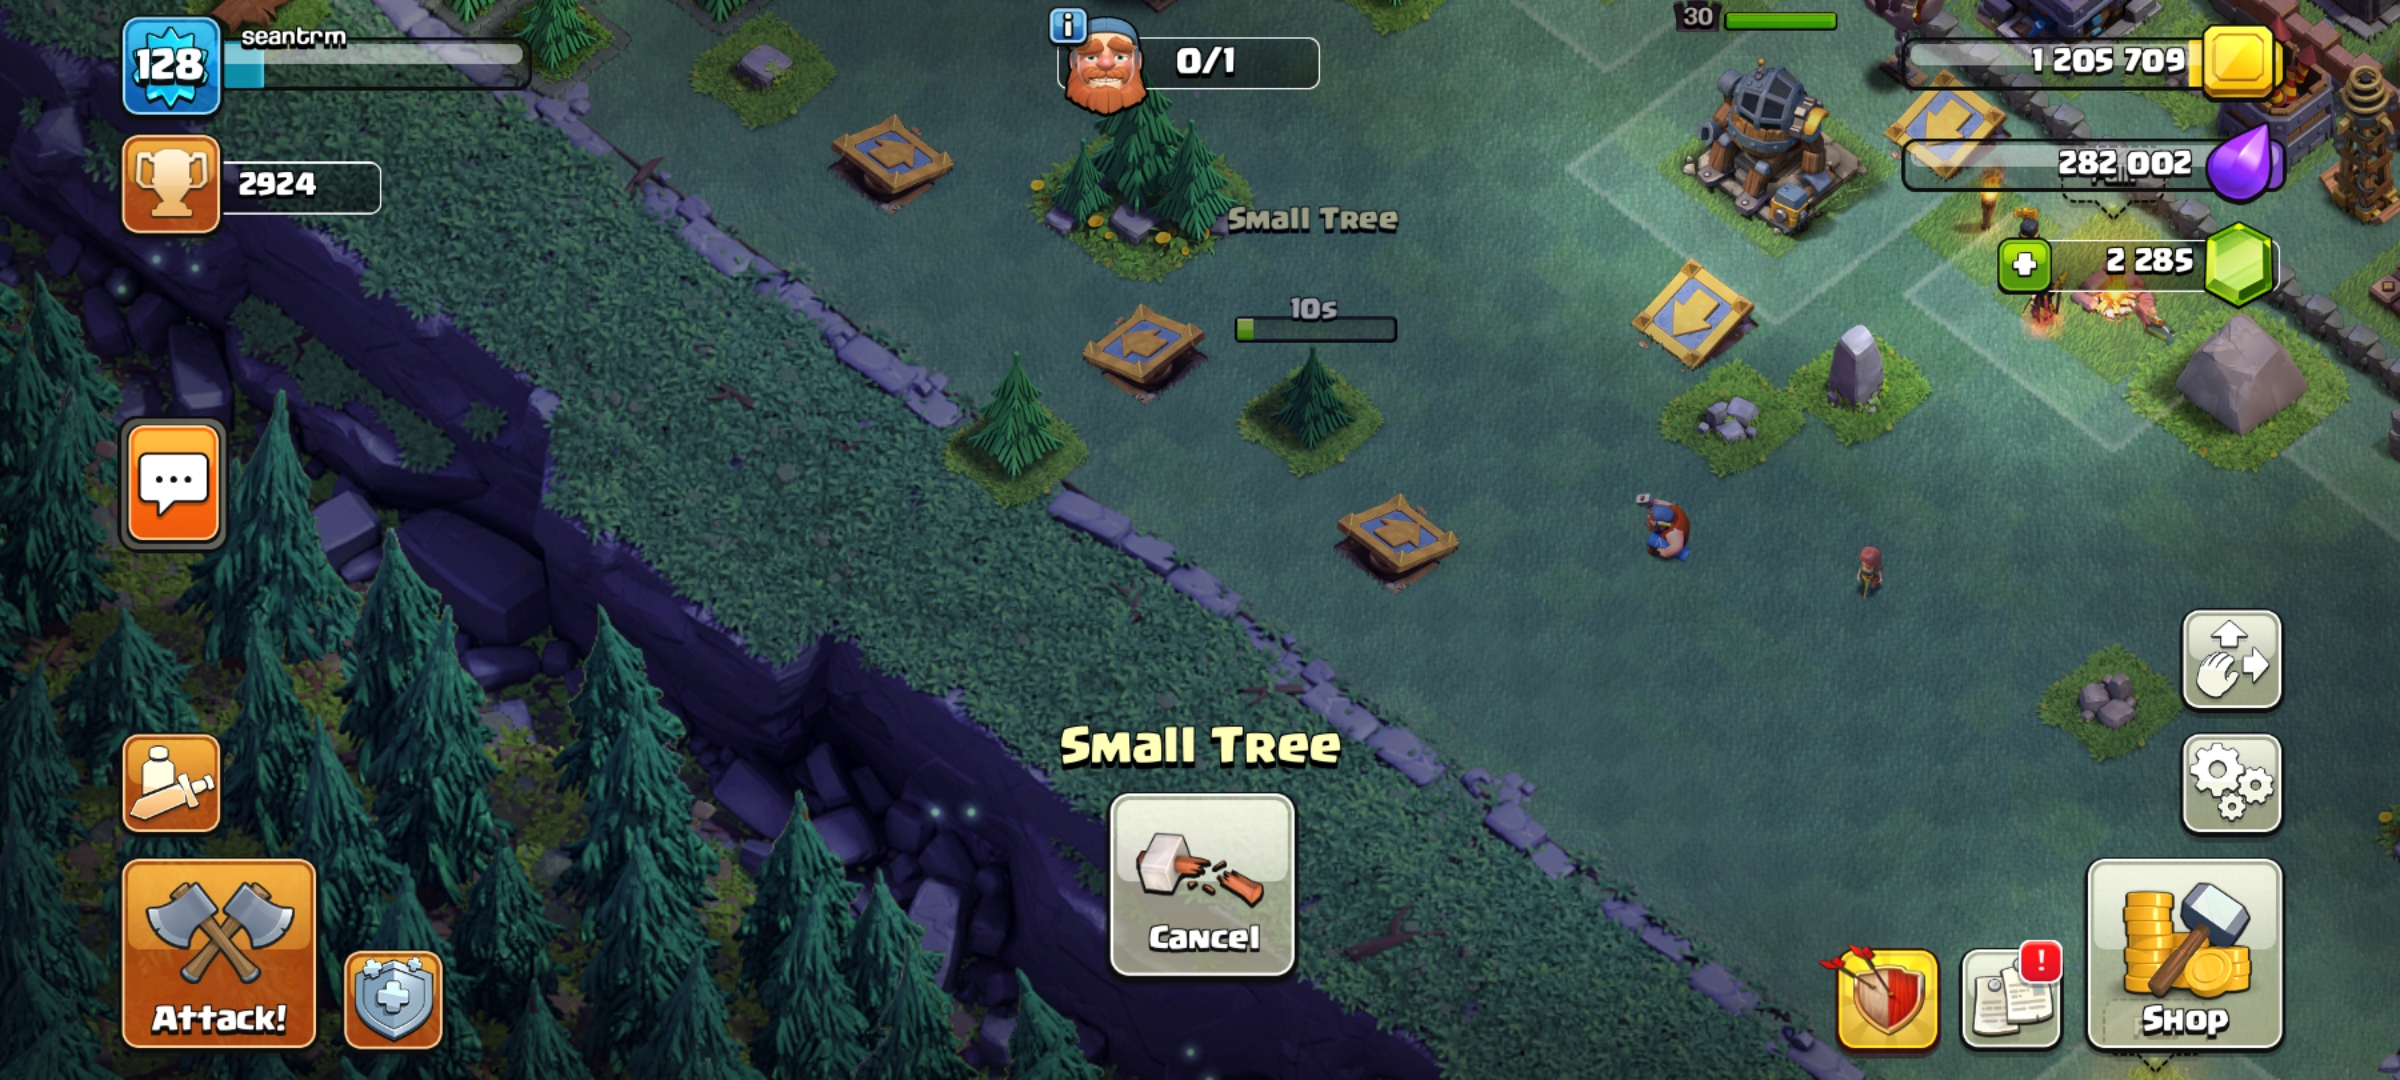 128
seantrm
0/1
30
1 205 709
2924
282 002
Small Tree
2 285
10s
Small Tree
Cancel
Attack!
!
Shop